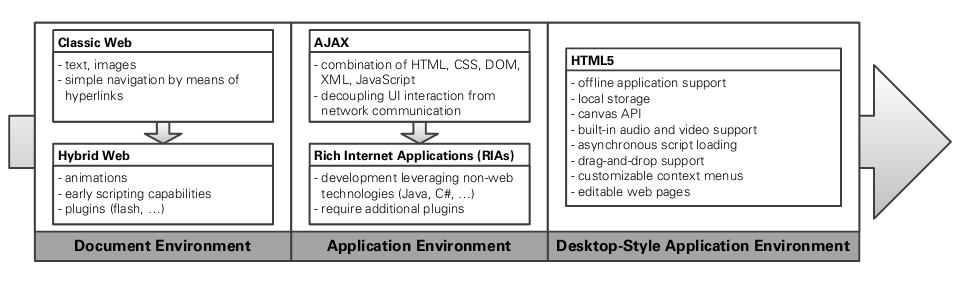 Classic Web
- text, images
- simple navigation by means of
hyperlinks
Hybrid Web
- animations
- early scripting capabilities
- plugins (flash, …)
Document Environment
AJAX
- combination of HTML, CSS, DOM,
XML, JavaScript
- decoupling UI interaction from
network communication
Rich Internet Applications (RIAs)
- development leveraging non-web
technologies (Java, C#, …)
- require additional plugins
Application Environment
HTML5
- offline application support
- local storage
- canvas API
- built-in audio and video support
- asynchronous script loading
- drag-and-drop support
- customizable context menus
- editable web pages
Desktop-Style Application Environment